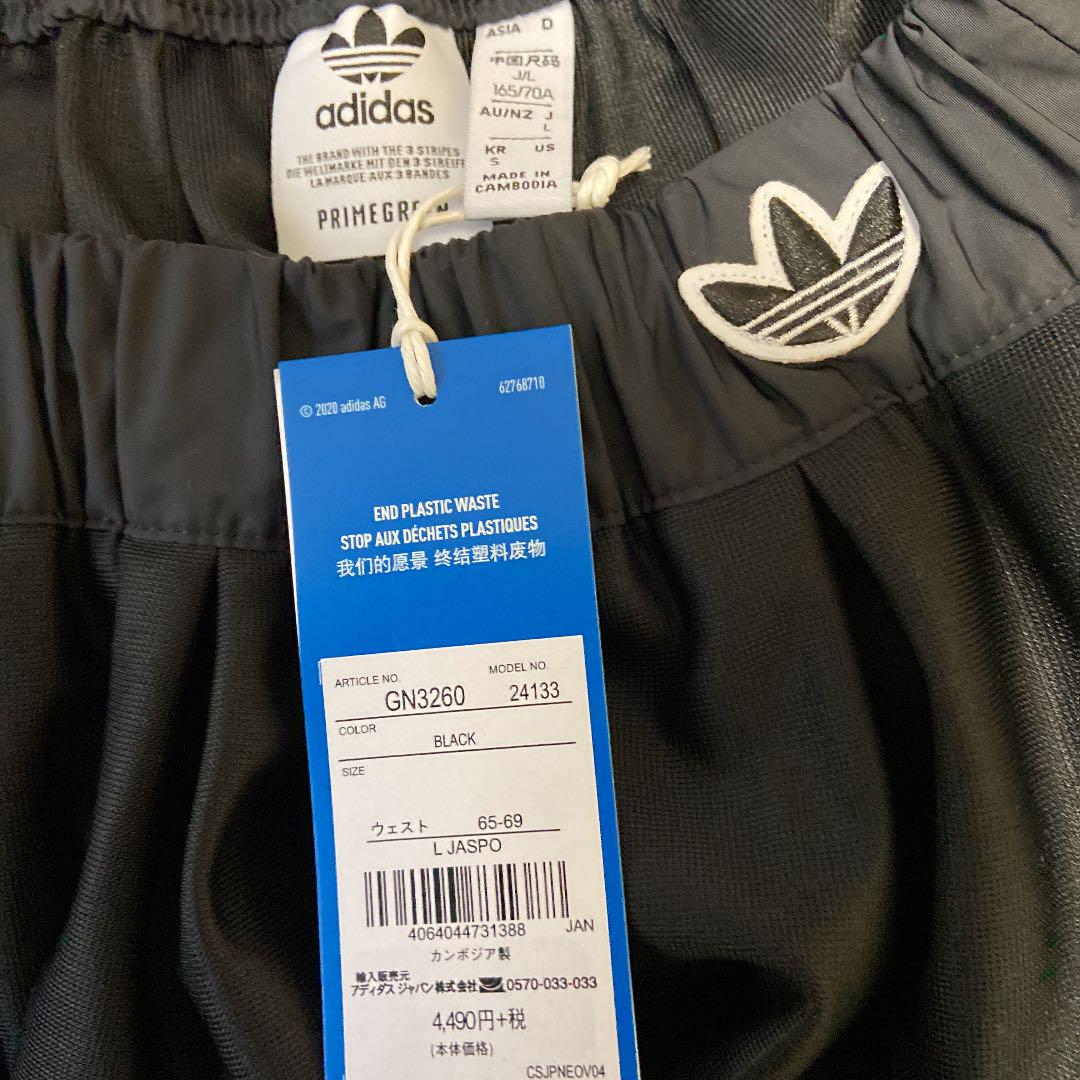 adidas
THE BRAND WITH THE 3 STRIPES
DIE WELTMARKE MIT DEN 3 STREIFE
LA MARQUE AUX 3 BANDES
ASIA D
中国尺码
J/L
165/70A
AU/NZ J
L
KR US
S
MADE IN
CAMBODIA
© 2020 adidas AG 62768710
END PLASTIC WASTE
STOP AUX DÉCHETS PLASTIQUES
我们的愿景 终结塑料废物
ARTICLE NO. MODEL NO.
GN3260 24133
COLOR
BLACK
SIZE
ウェスト 65-69
L JASPO
4064044731388 JAN
カンボジア製
輸入販売元
アディダス ジャパン株式会社 0570-033-033
4,490円+税
(本体価格)
CSJPNEOV04